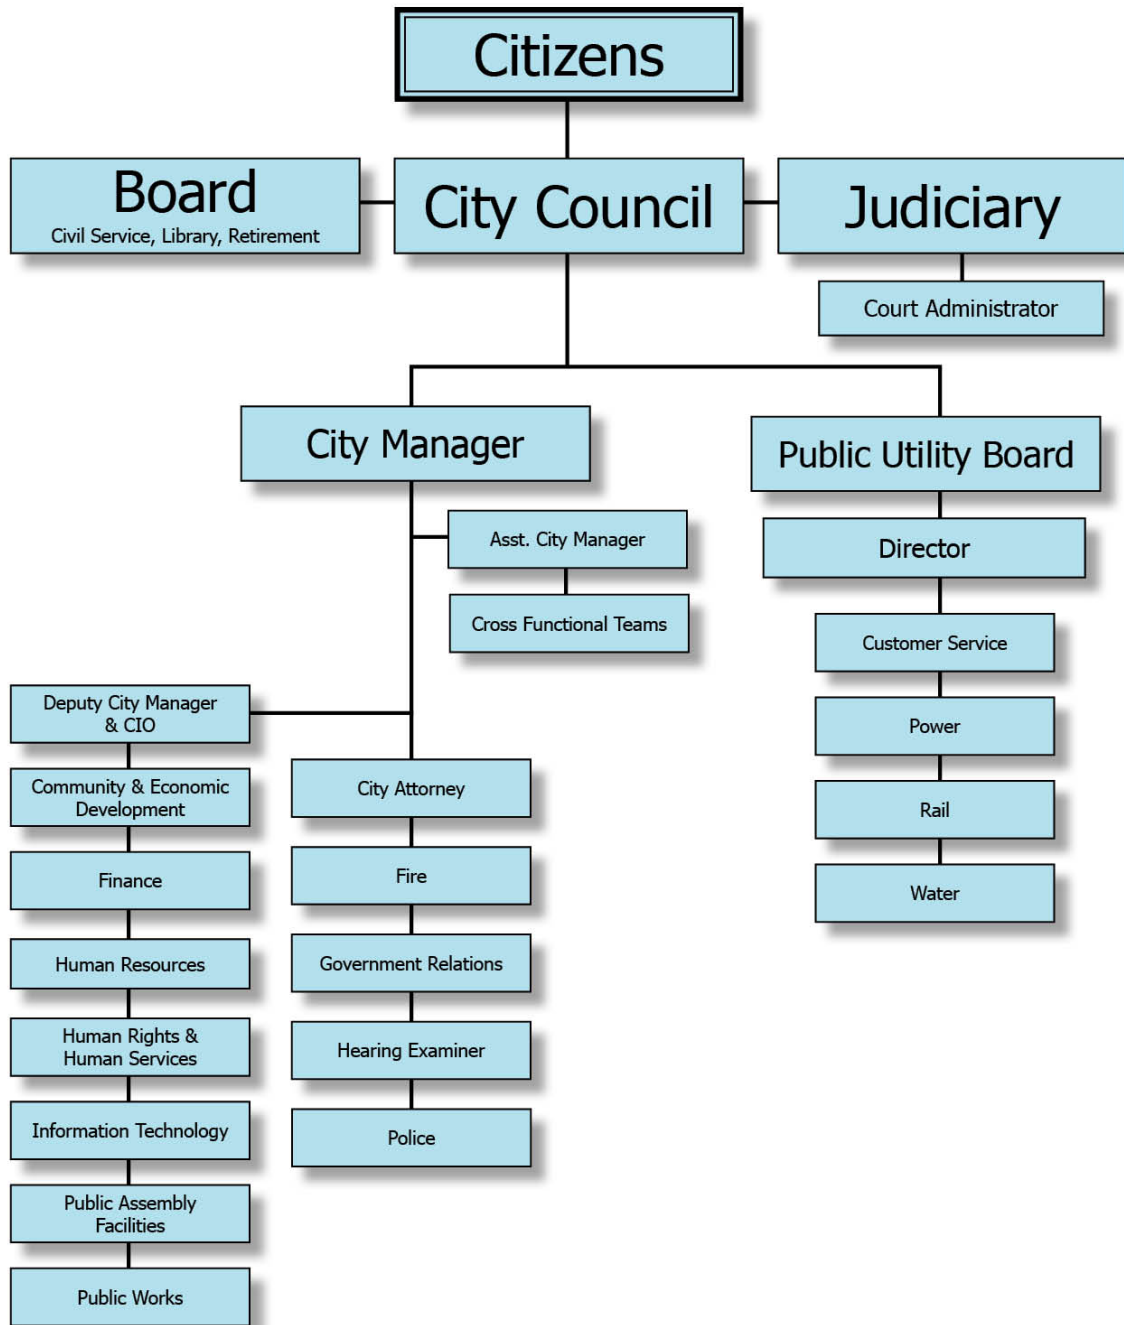 Citizens
Board
Civil Service, Library, Retirement
City Council
Judiciary
Court Administrator
City Manager
Public Utility Board
Asst. City Manager
Cross Functional Teams
Director
Customer Service
Power
Rail
Water
Deputy City Manager
& CIO
Community & Economic
Development
Finance
Human Resources
Human Rights &
Human Services
Information Technology
Public Assembly
Facilities
Public Works
City Attorney
Fire
Government Relations
Hearing Examiner
Police